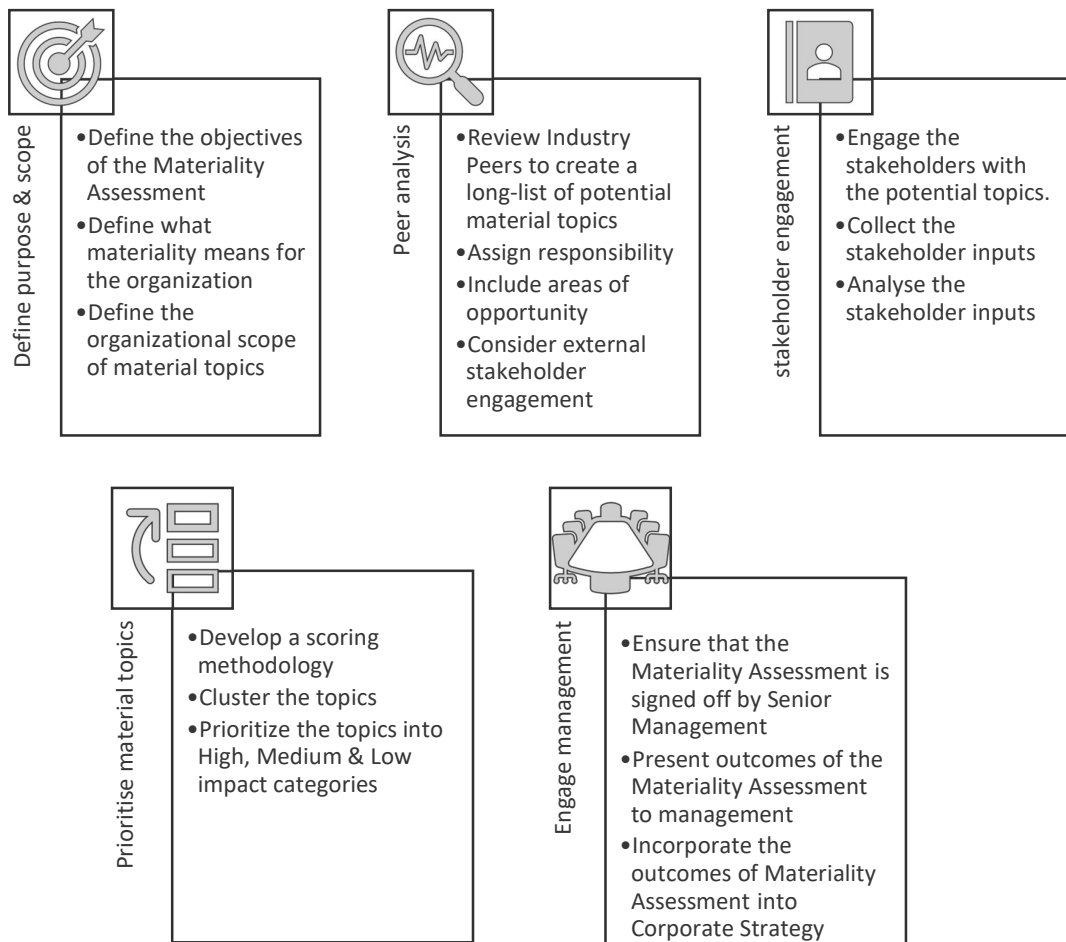 Define purpose & scope
•Define the objectives
of the Materiality
Assessment
•Define what
materiality means for
the organization
•Define the
organizational scope
of material topics
Peer analysis
•Review Industry
Peers to create a
long-list of potential
material topics
•Assign responsibility
•Include areas of
opportunity
•Consider external
stakeholder
engagement
stakeholder engagement
•Engage the
stakeholders with
the potential topics.
•Collect the
stakeholder inputs
•Analyse the
stakeholder inputs
Prioritise material topics
•Develop a scoring
methodology
•Cluster the topics
•Prioritize the topics into
High, Medium & Low
impact categories
Engage management
•Ensure that the
Materiality Assessment is
signed off by Senior
Management
•Present outcomes of the
Materiality Assessment
to management
•Incorporate the
outcomes of Materiality
Assessment into
Corporate Strategy